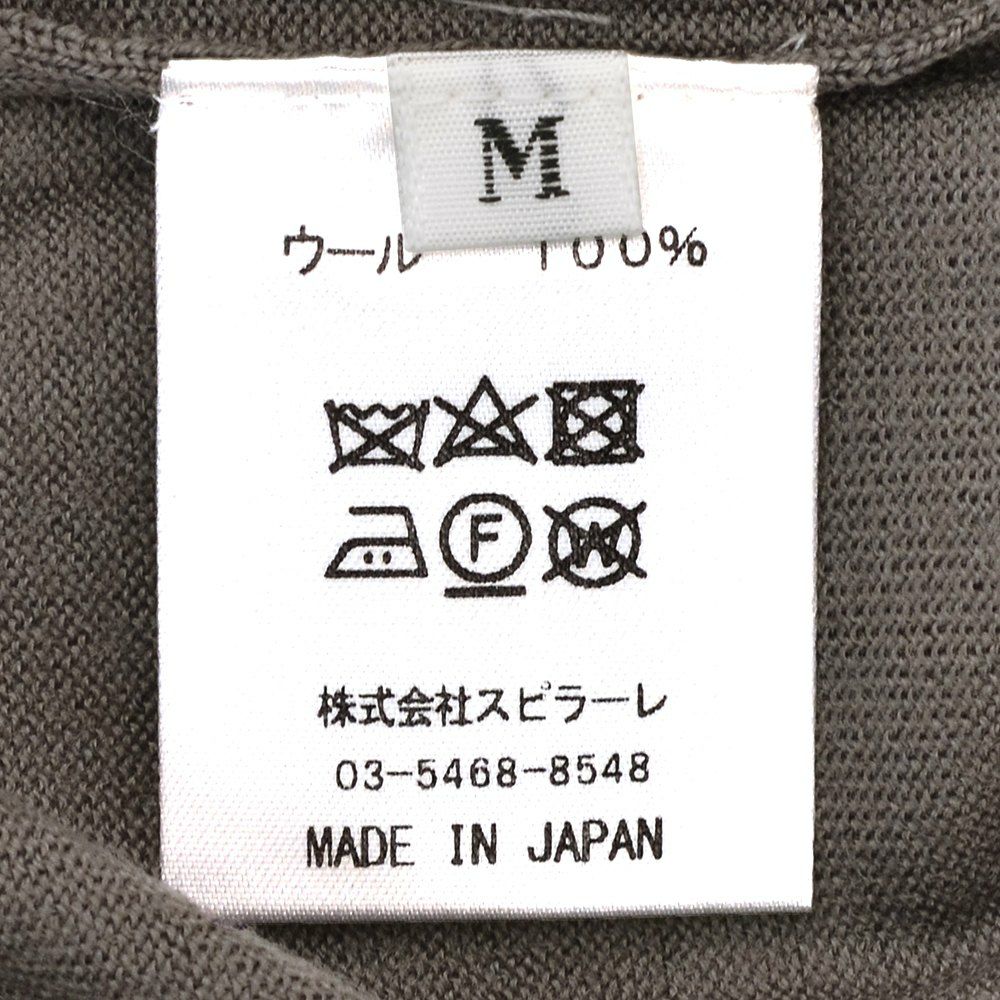 M
ウール 100%
F
W
株式会社スピラーレ
03-5468-8548
MADE IN JAPAN